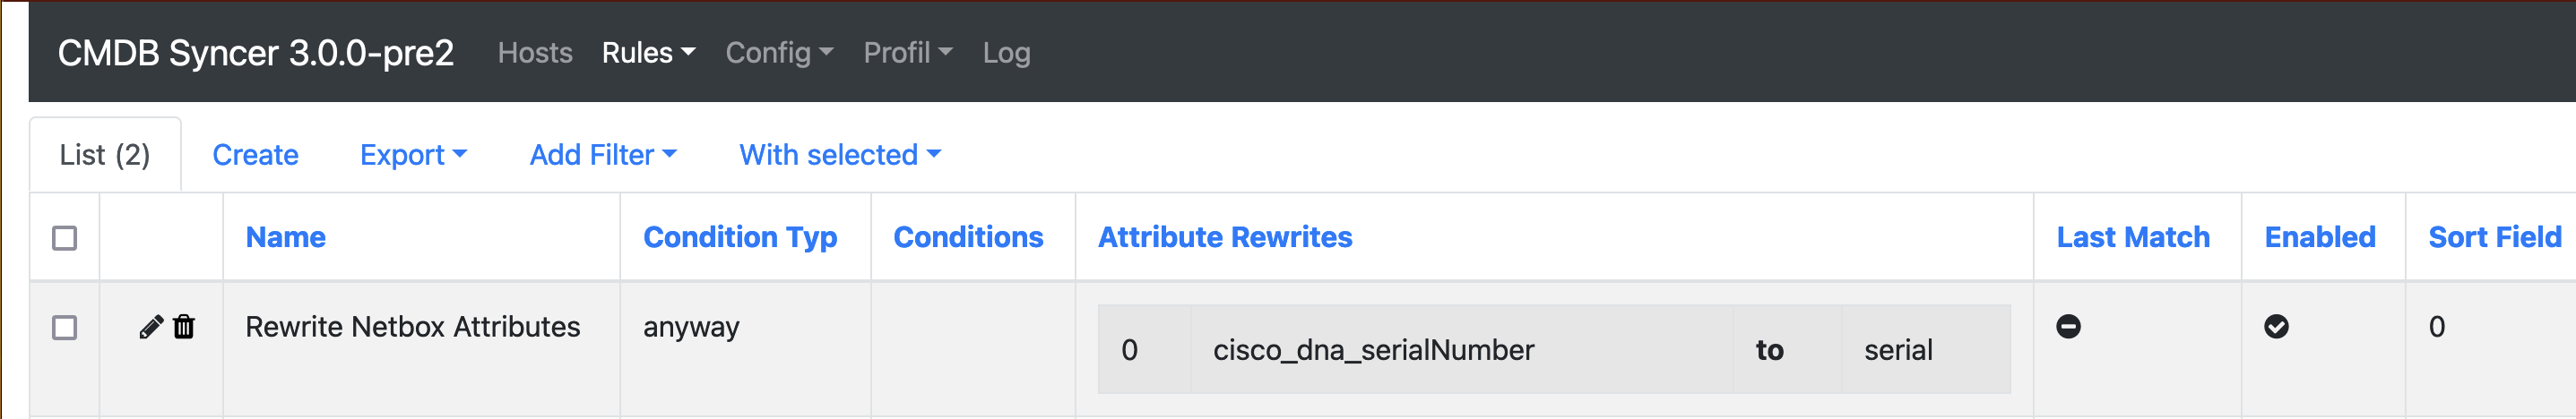 CMDB Syncer 3.0.0-pre2 Hosts Rules Config Profil Log
List (2) Create Export Add Filter With selected
Name Condition Typ Conditions Attribute Rewrites Last Match Enabled Sort Field
Rewrite Netbox Attributes anyway 0 cisco_dna_serialNumber to serial 0